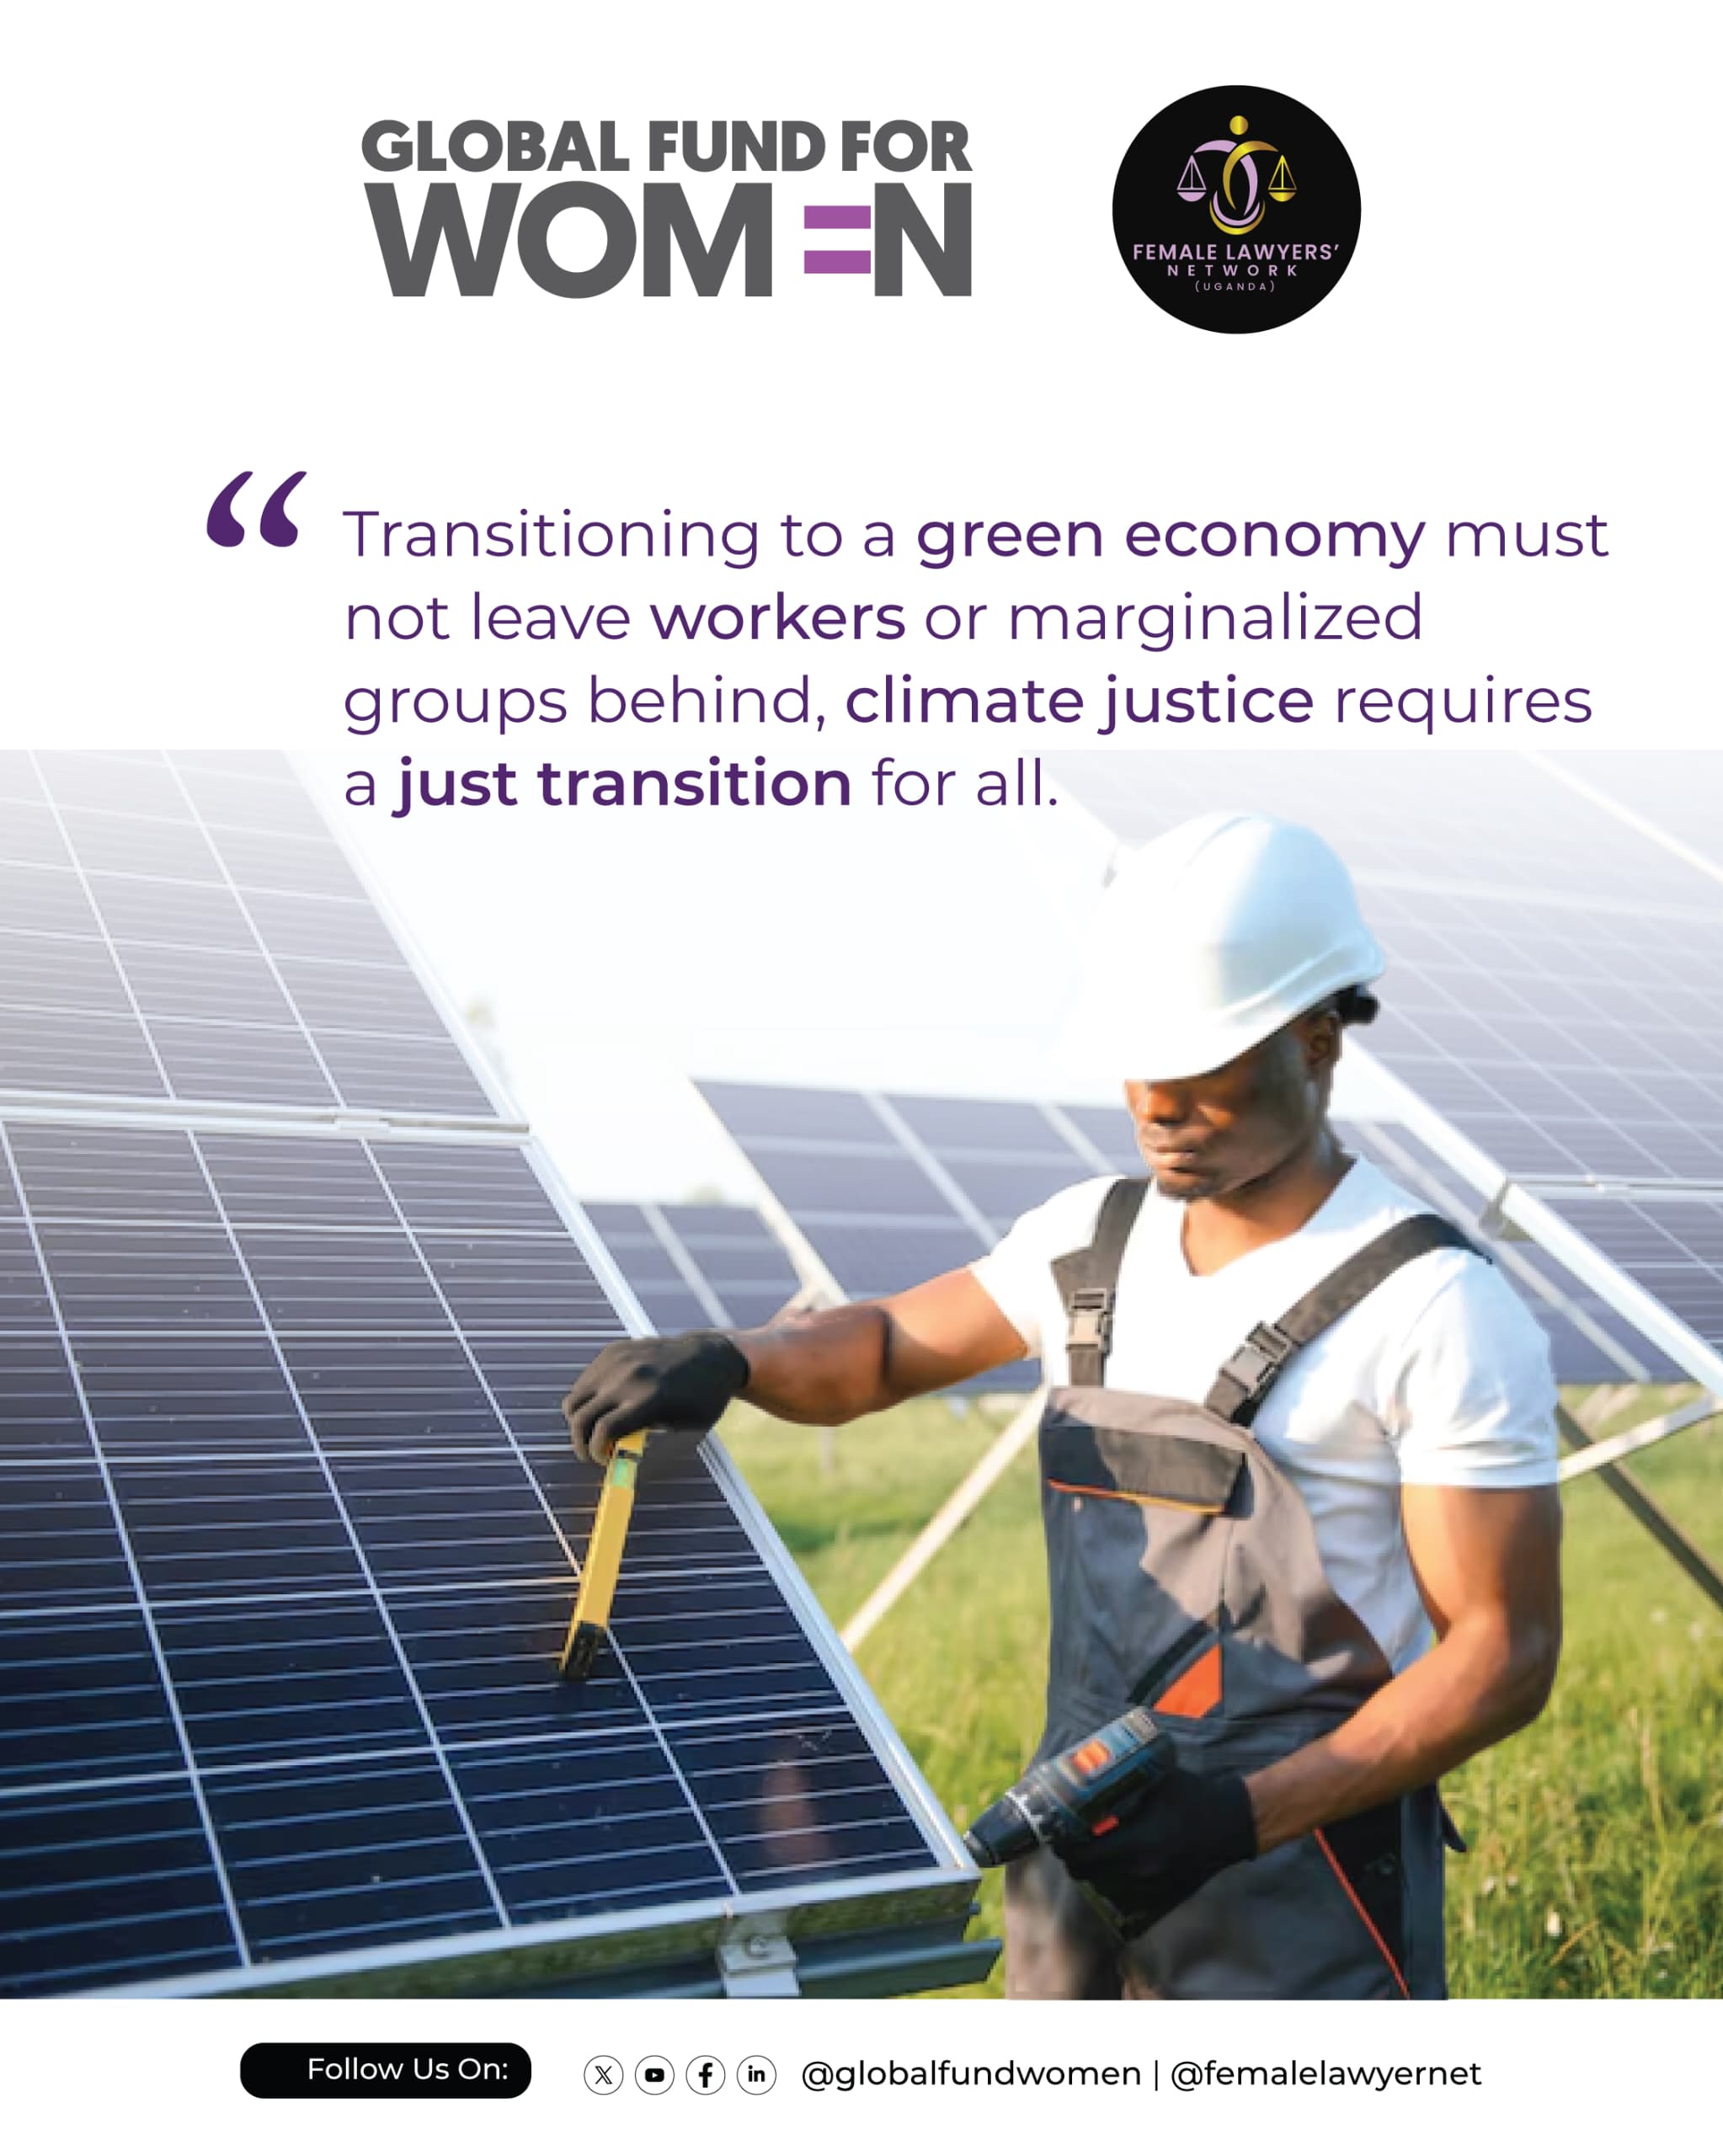 GLOBAL FUND FOR
WOMEN
FEMALE LAWYERS'
NETWORK
(UGANDA)
“Transitioning to a green economy must
not leave workers or marginalized
groups behind, climate justice requires
a just transition for all.
Follow Us On:
@globalfundwomen | @femalelawyernet